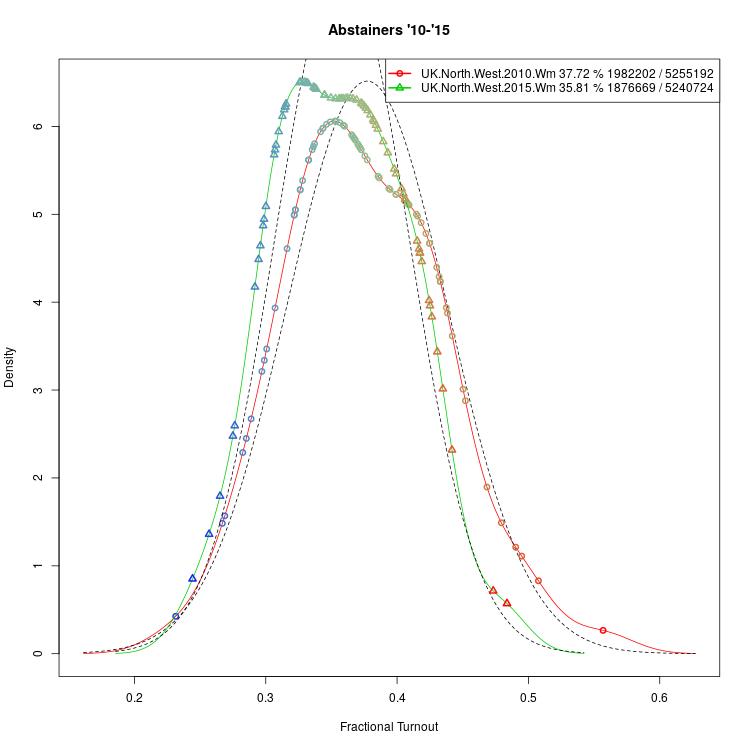 Abstainers '10-'15
UK.North.West.2010.Wm 37.72 % 1982202 / 5255192
UK.North.West.2015.Wm 35.81 % 1876669 / 5240724
Density
6
5
4
3
2
1
0
0.2 0.3 0.4 0.5 0.6
Fractional Turnout